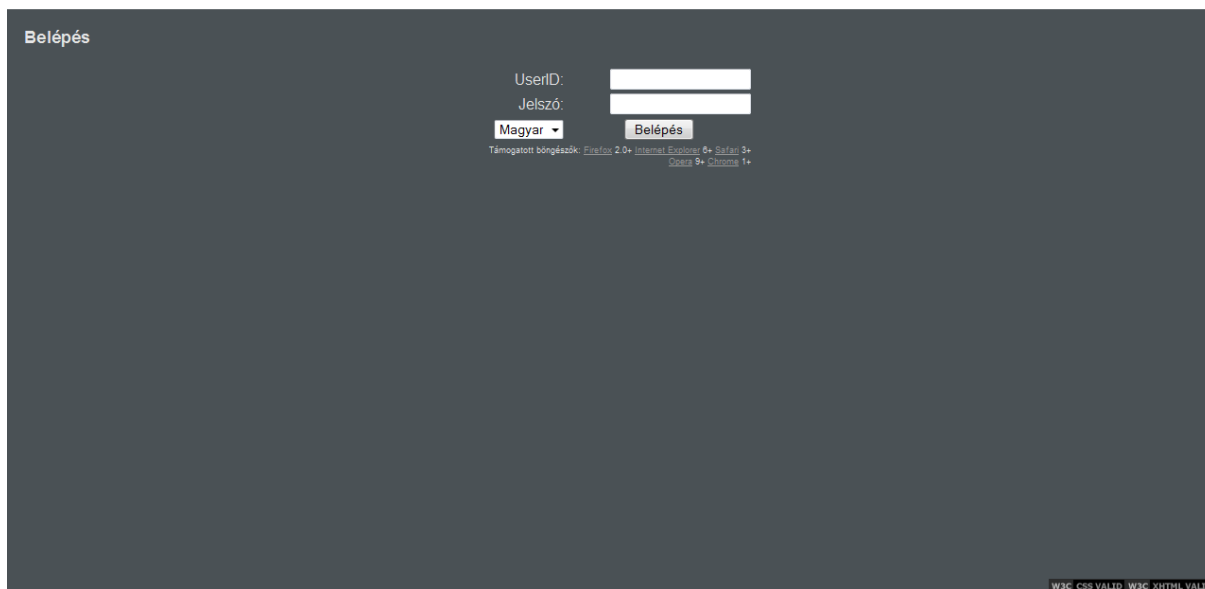 Belépés
UserID:
Jelszó:
Magyar Belépés
Támogatott böngészők: Firefox 2.0+ Internet Explorer 6+ Safari 3+
Opera 9+ Chrome 1+
W3C CSS VALID W3C XHTML VALI